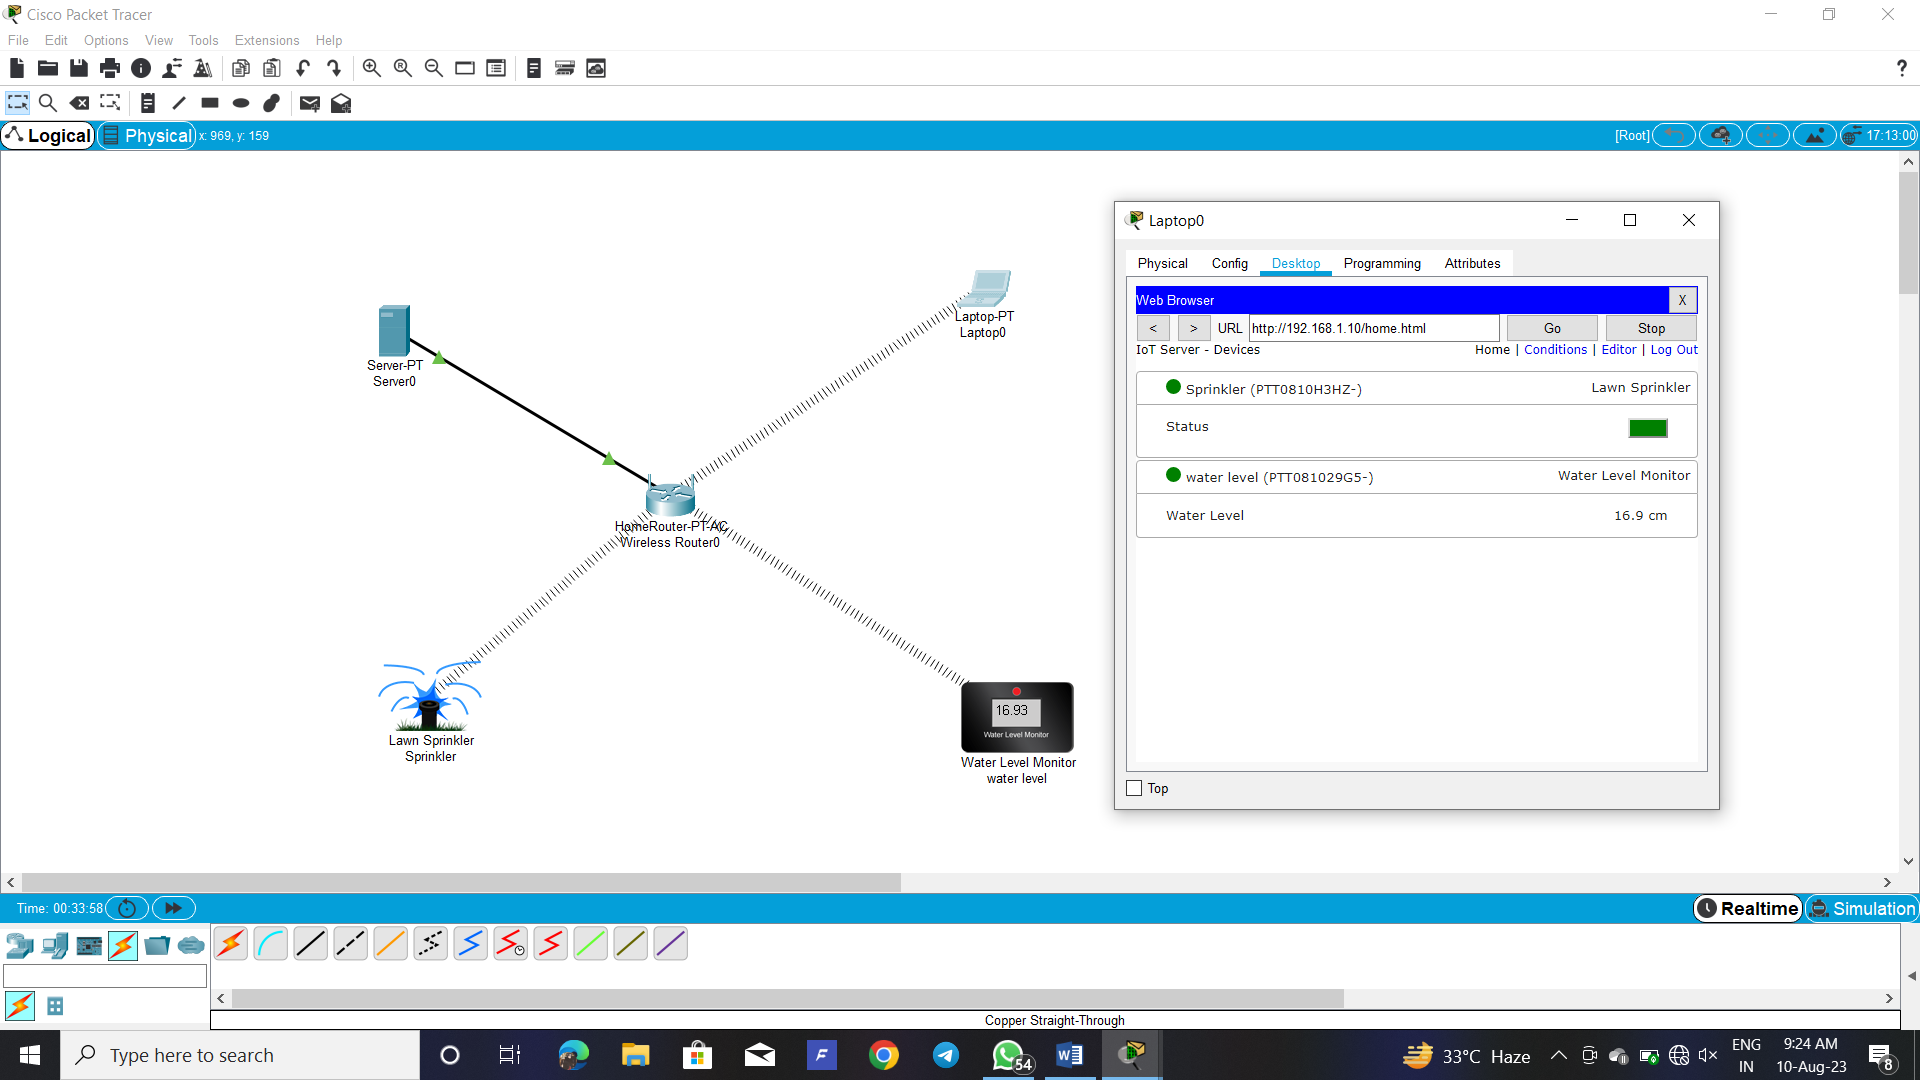 Cisco Packet Tracer
File Edit Options View Tools Extensions Help
?
Logical Physical x: 969, y: 159 [Root] 17:13:00
Server-PT
Server0
Laptop-PT
Laptop0
HomeRouter-PT-AC
Wireless Router0
Lawn Sprinkler
Sprinkler
16.93
Water Level Monitor
Water Level Monitor
water level
Laptop0
Physical Config Desktop Programming Attributes
Web Browser X
< > URL http://192.168.1.10/home.html Go Stop
IoT Server - Devices Home | Conditions | Editor | Log Out
Sprinkler (PTT0810H3HZ-) Lawn Sprinkler
Status
water level (PTT081029G5-) Water Level Monitor
Water Level 16.9 cm
Top
Time: 00:33:58 Realtime Simulation
Copper Straight-Through
Type here to search
F
54
33°C Haze
ENG
IN
9:24 AM
10-Aug-23
8